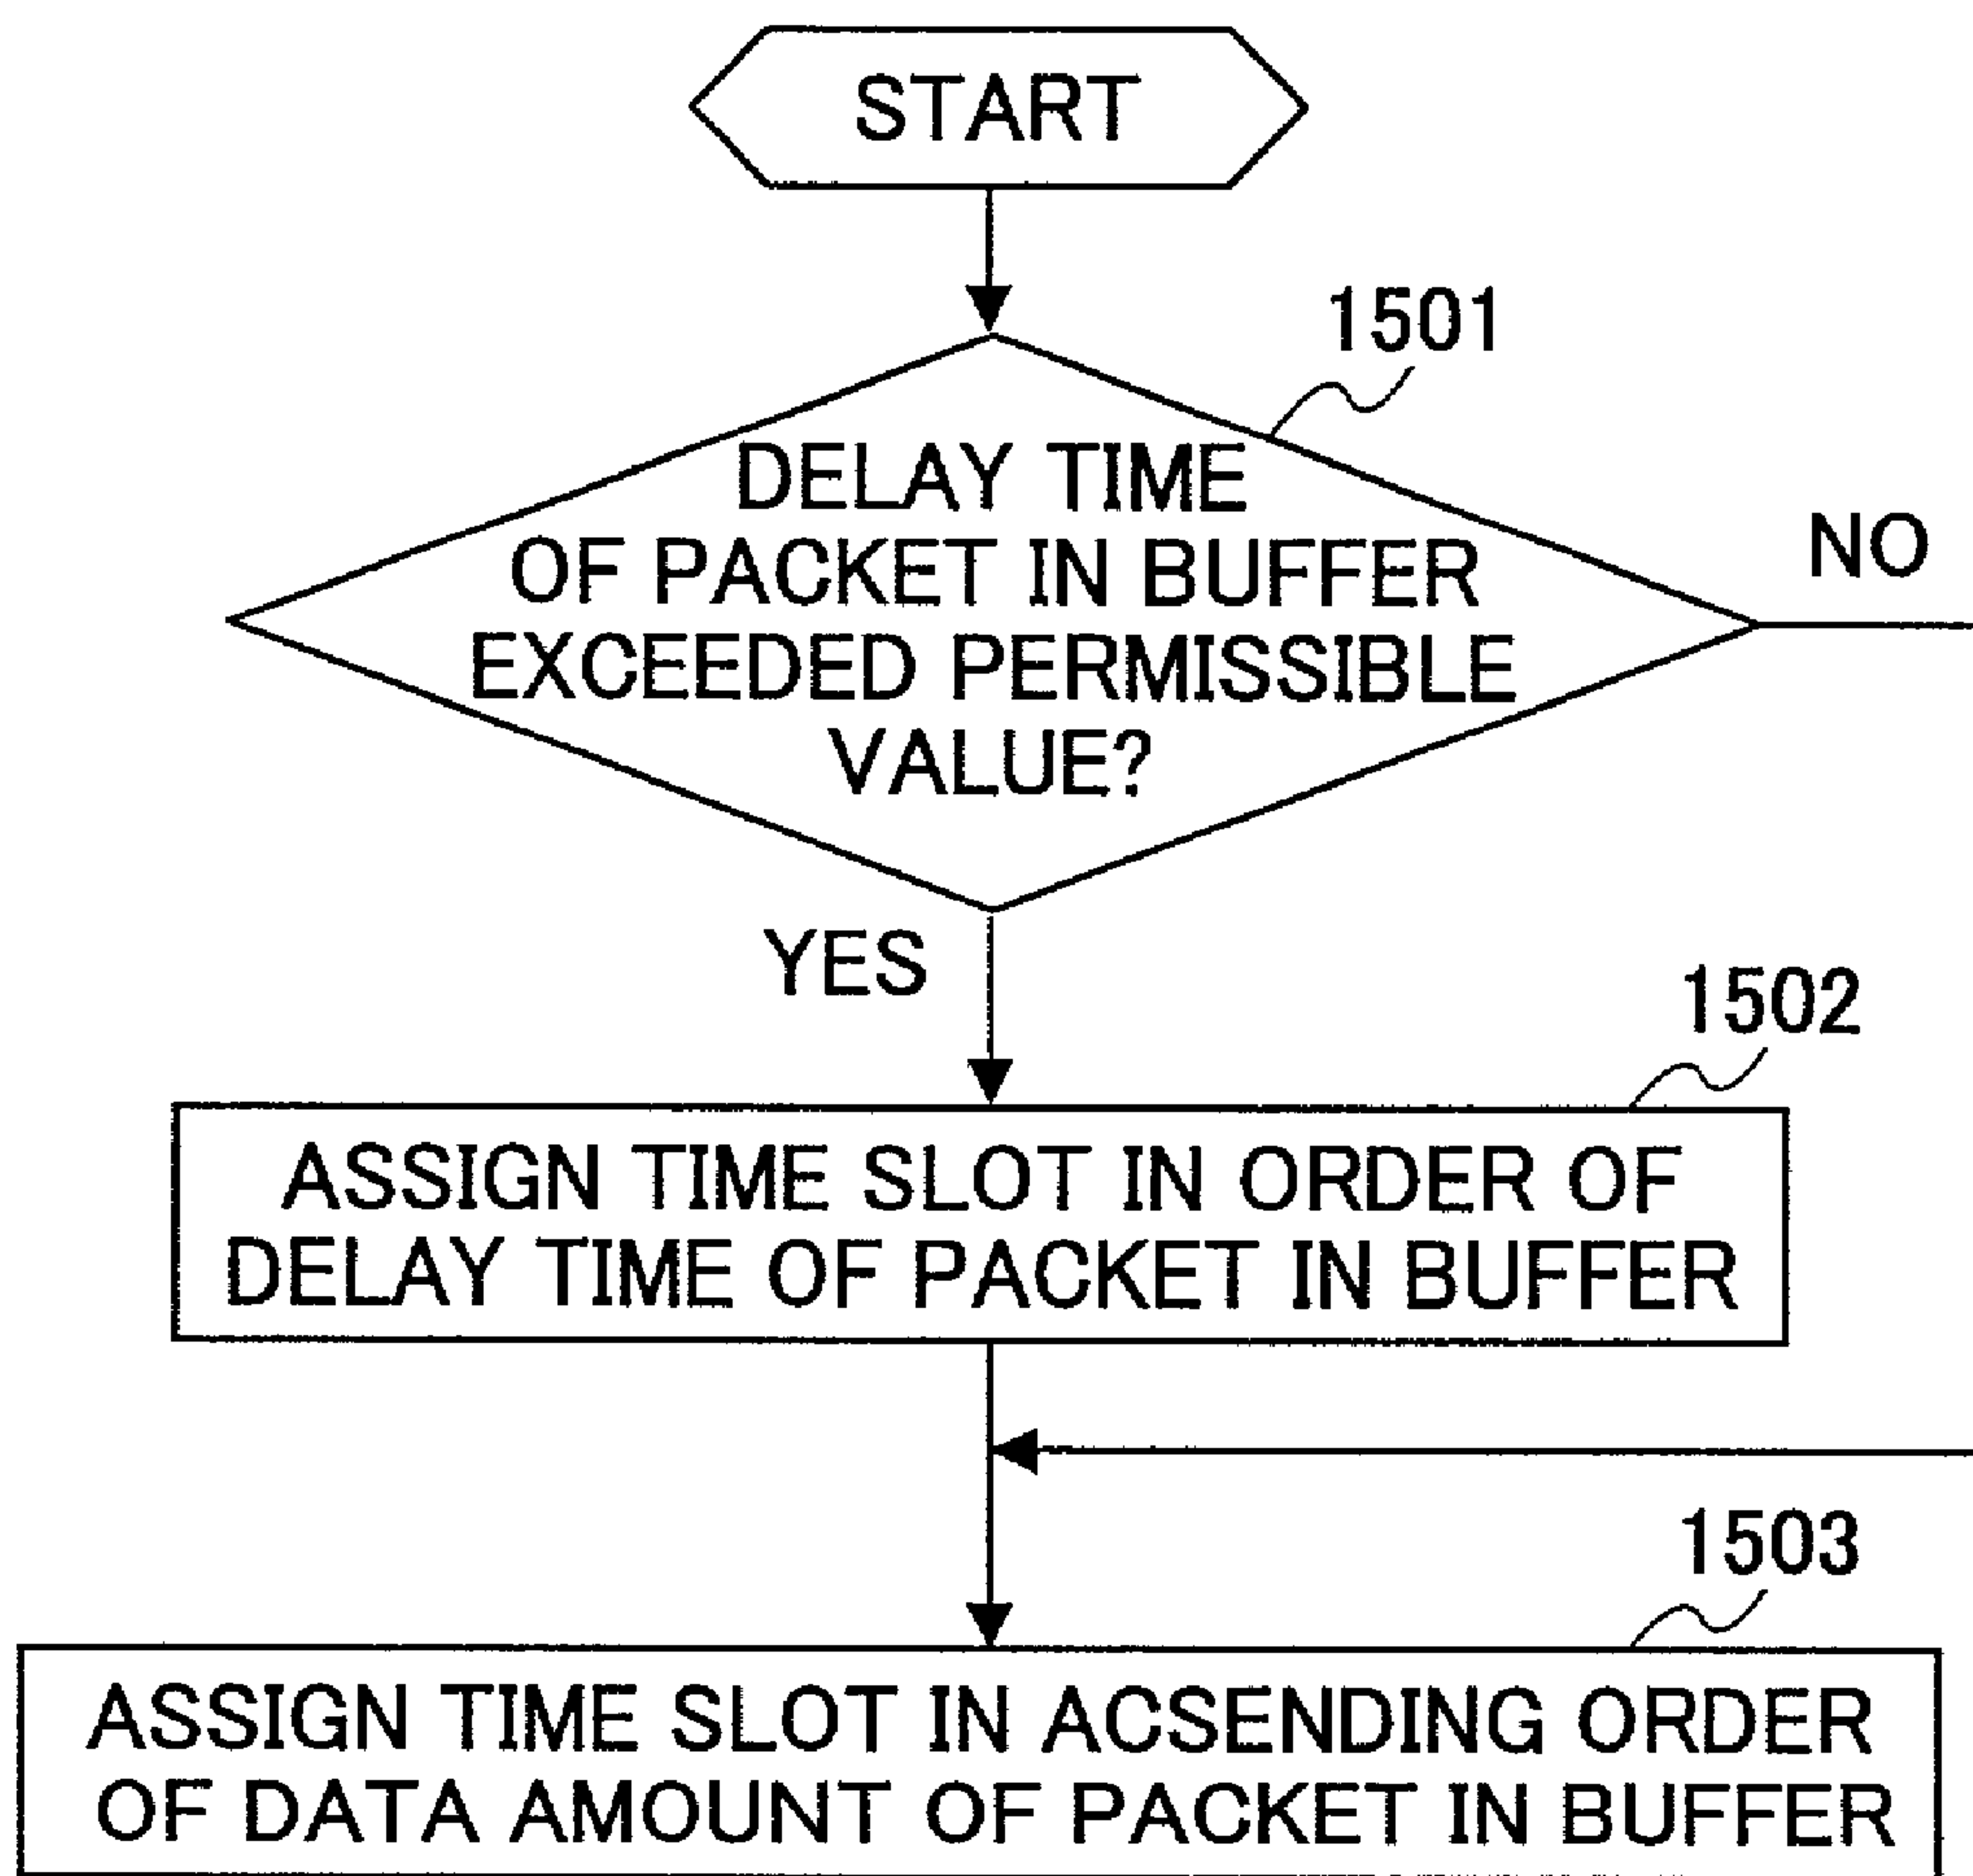 START
1501
DELAY TIME
OF PACKET IN BUFFER
EXCEEDED PERMISSIBLE
VALUE?
NO
YES
1502
ASSIGN TIME SLOT IN ORDER OF
DELAY TIME OF PACKET IN BUFFER
1503
ASSIGN TIME SLOT IN ACSENDING ORDER
OF DATA AMOUNT OF PACKET IN BUFFER